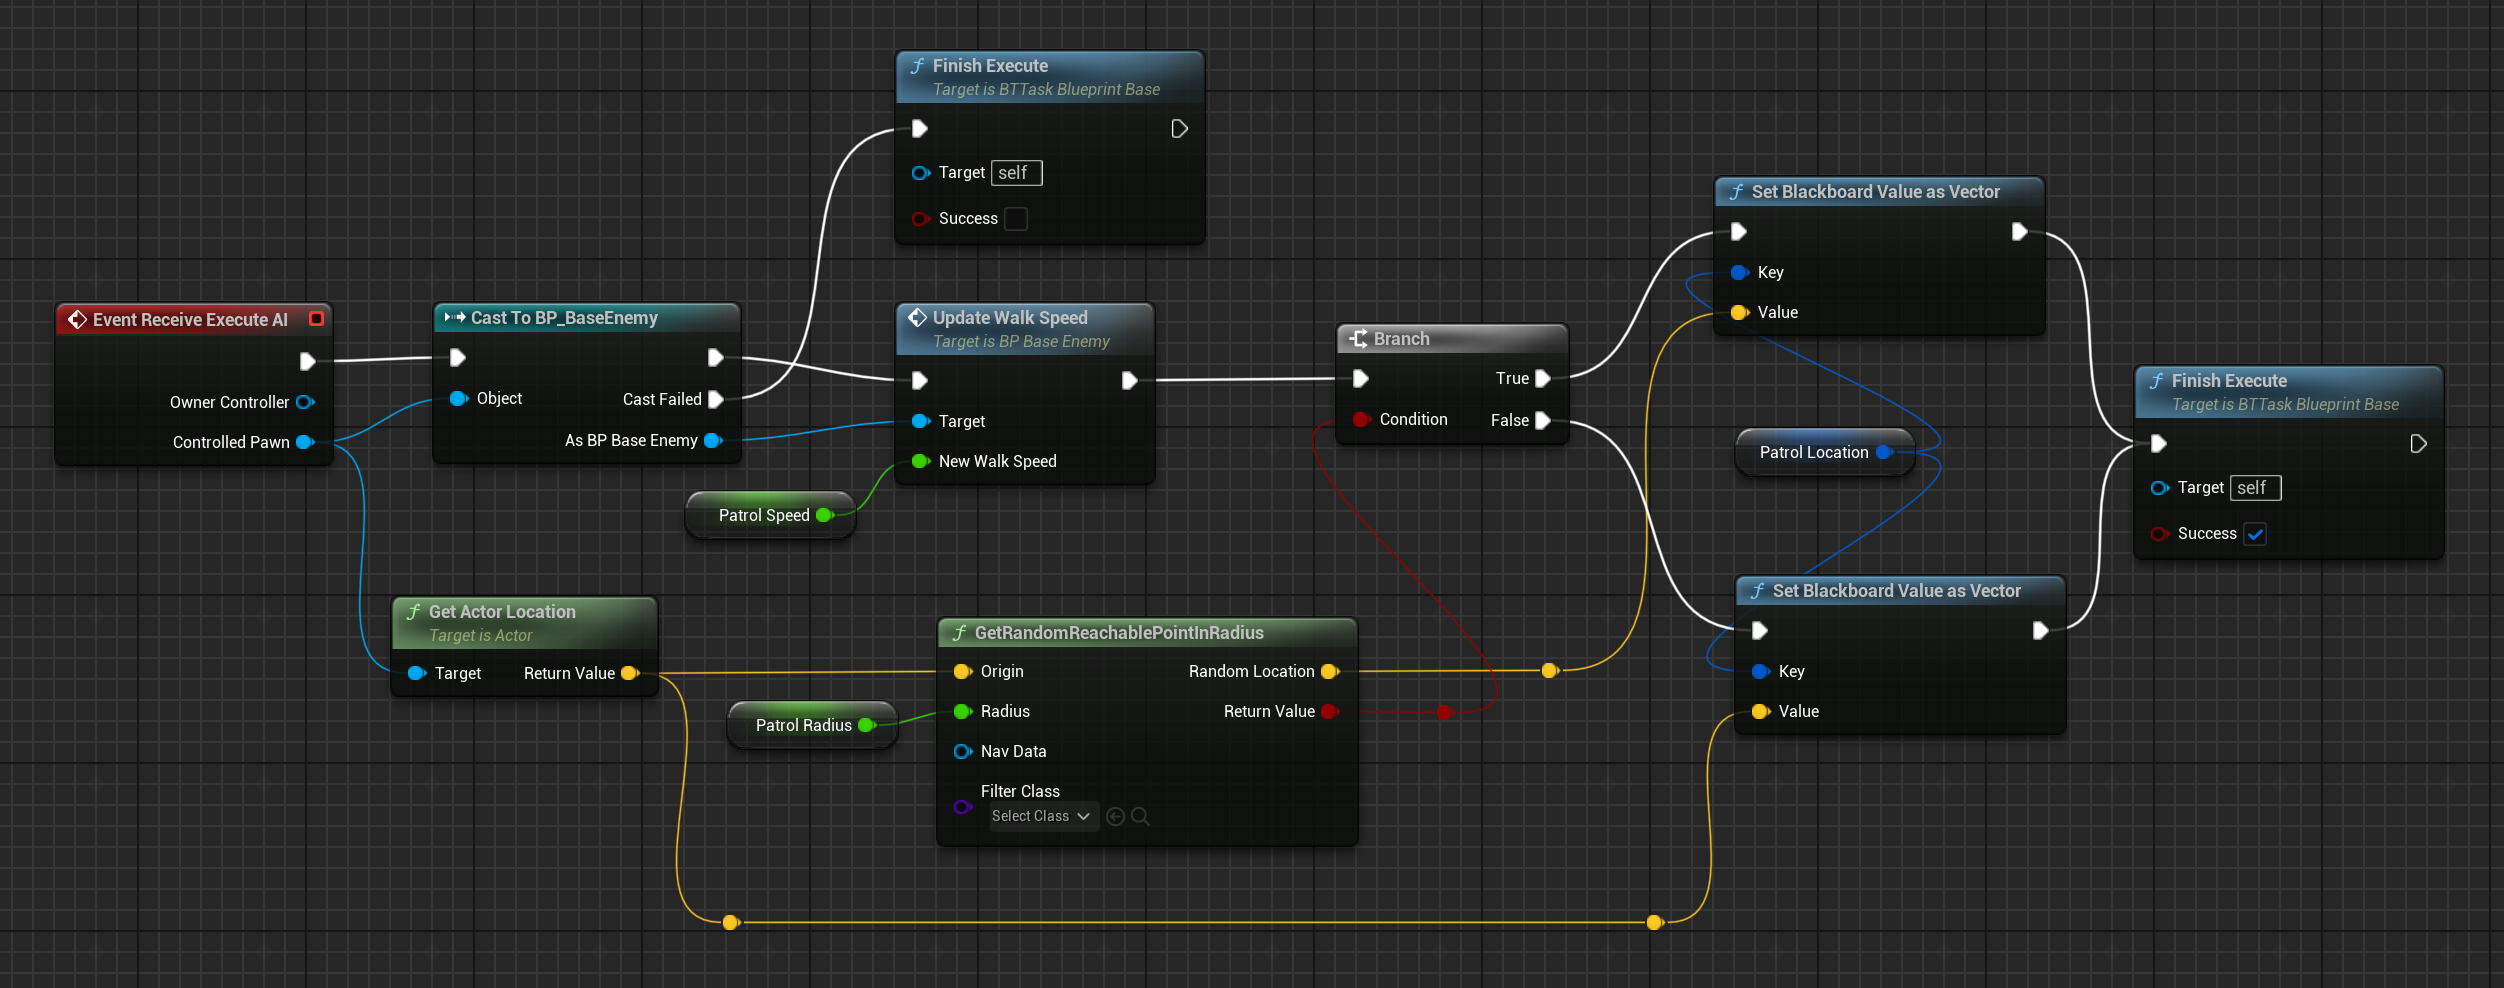 Finish Execute
Target is BTTask Blueprint Base
Target self
Success
Event Receive Execute AI
Owner Controller
Controlled Pawn
Cast To BP_BaseEnemy
Object
Cast Failed
As BP Base Enemy
Update Walk Speed
Target is BP Base Enemy
Target
New Walk Speed
Patrol Speed
Branch
True
Condition
False
Set Blackboard Value as Vector
Key
Value
Patrol Location
Finish Execute
Target is BTTask Blueprint Base
Target self
Success
Get Actor Location
Target is Actor
Target
Return Value
Patrol Radius
GetRandomReachablePointInRadius
Origin
Random Location
Radius
Return Value
Nav Data
Filter Class
Select Class
Set Blackboard Value as Vector
Key
Value